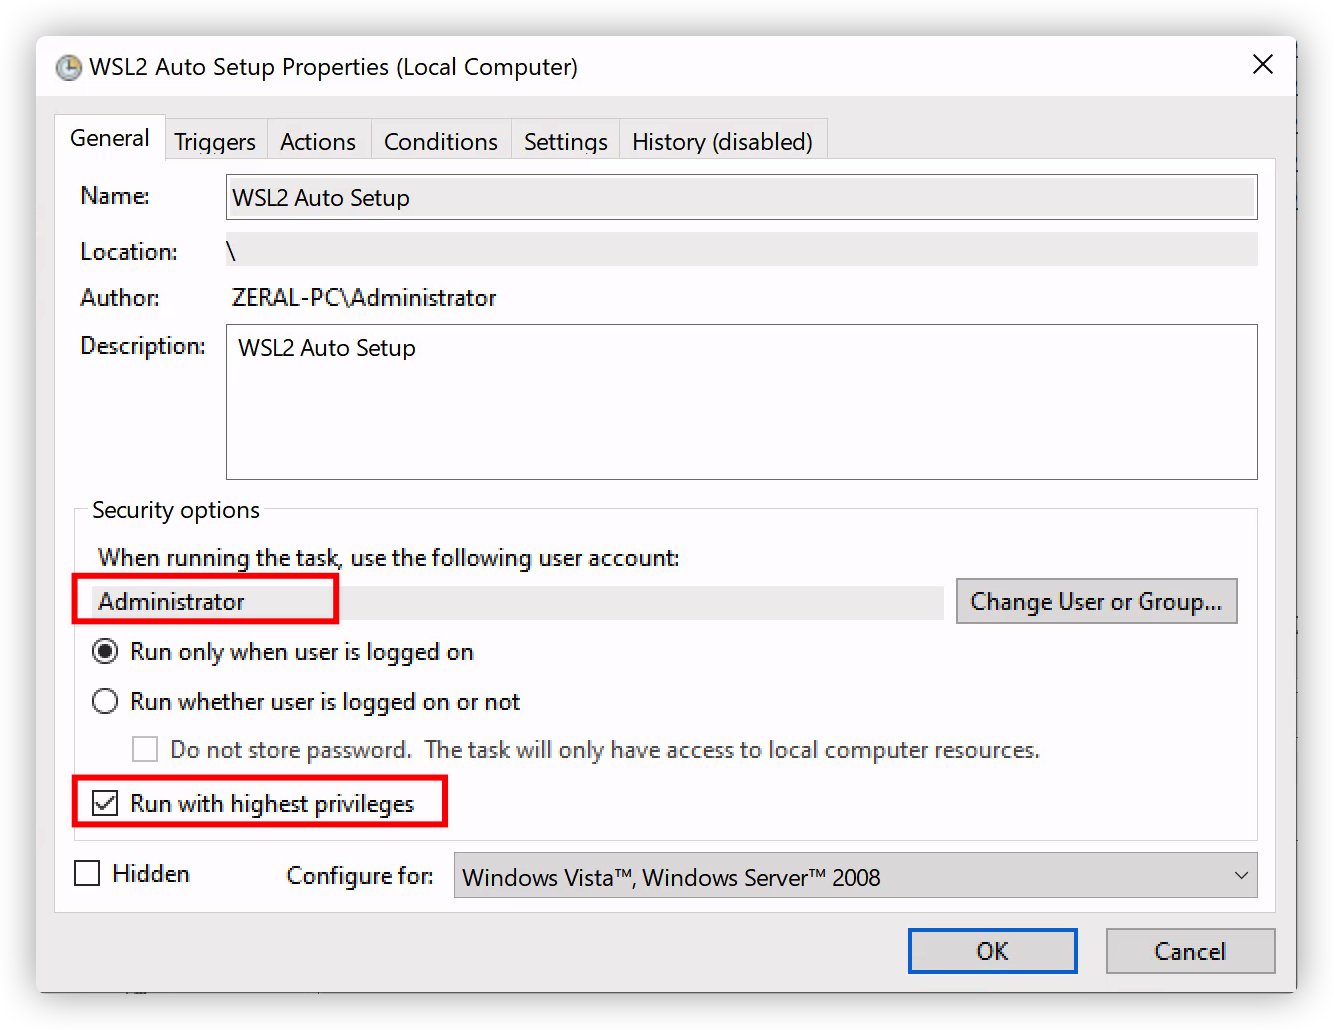 WSL2 Auto Setup Properties (Local Computer)
General Triggers Actions Conditions Settings History (disabled)
Name: WSL2 Auto Setup
Location: \
Author: ZERAL-PC\Administrator
Description: WSL2 Auto Setup
Security options
When running the task, use the following user account:
Administrator Change User or Group...
Run only when user is logged on
Run whether user is logged on or not
Do not store password. The task will only have access to local computer resources.
Run with highest privileges
Hidden Configure for: Windows Vista™, Windows Server™ 2008
OK Cancel